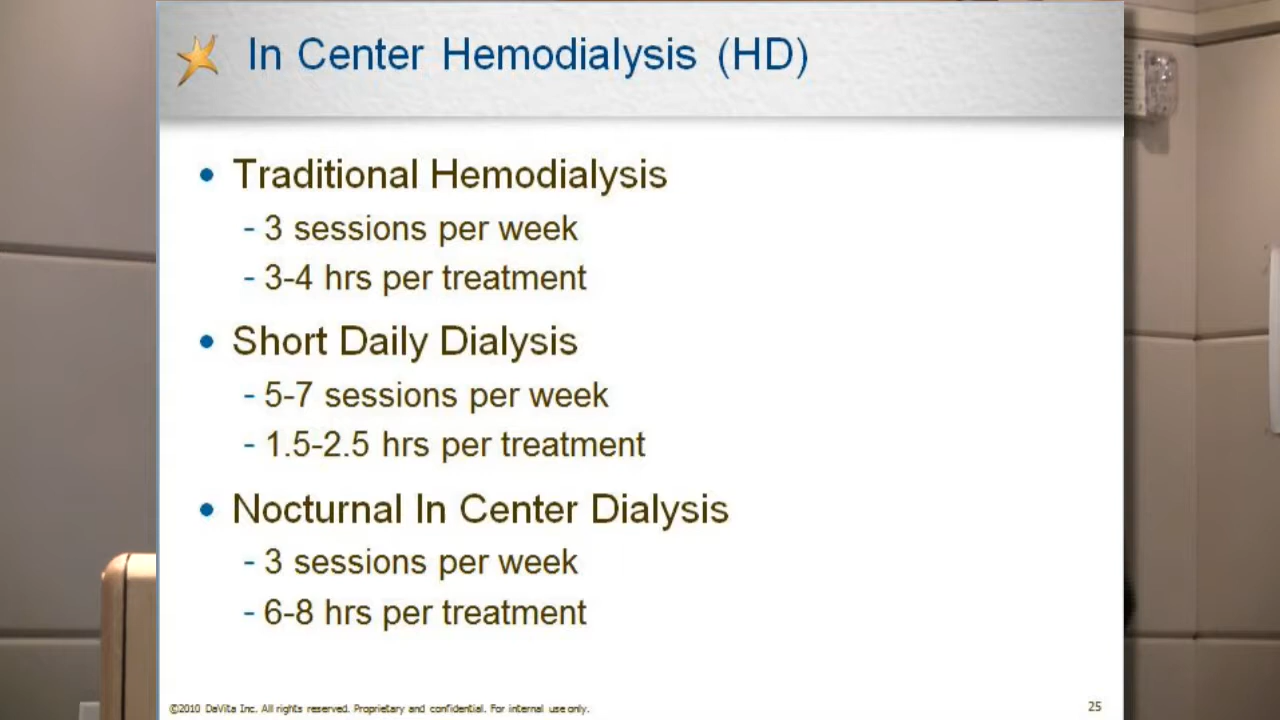 In Center Hemodialysis (HD)
• Traditional Hemodialysis
- 3 sessions per week
- 3-4 hrs per treatment
• Short Daily Dialysis
- 5-7 sessions per week
- 1.5-2.5 hrs per treatment
• Nocturnal In Center Dialysis
- 3 sessions per week
- 6-8 hrs per treatment
©2010 DaVita Inc. All rights reserved. Proprietary and confidential. For internal use only.
25